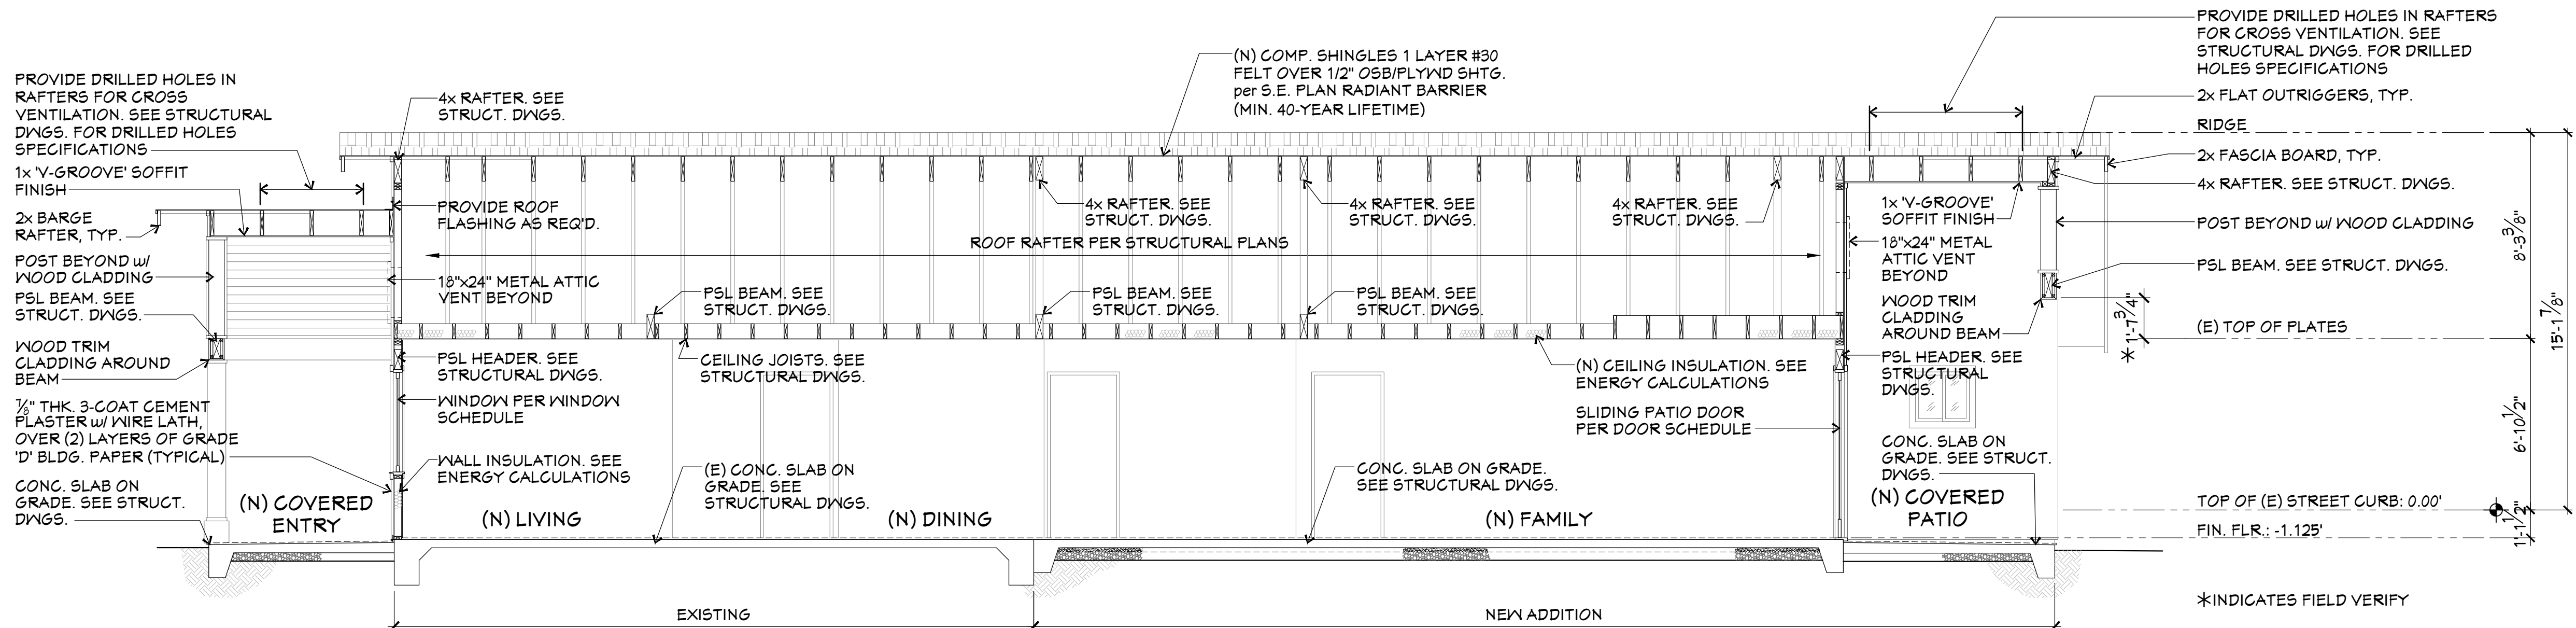 PROVIDE DRILLED HOLES IN
RAFTERS FOR CROSS
VENTILATION. SEE STRUCTURAL
DWGS. FOR DRILLED HOLES
SPECIFICATIONS
1x 'V-GROOVE' SOFFIT
FINISH
2x BARGE
RAFTER, TYP.
POST BEYOND w/
WOOD CLADDING
PSL BEAM. SEE
STRUCT. DWGS.
WOOD TRIM
CLADDING AROUND
BEAM
7/8" THK. 3-COAT CEMENT
PLASTER w/ WIRE LATH,
OVER (2) LAYERS OF GRADE
'D' BLDG. PAPER (TYPICAL)
CONC. SLAB ON
GRADE. SEE STRUCT.
DWGS.
(N) COVERED
ENTRY
4x RAFTER. SEE
STRUCT. DWGS.
PROVIDE ROOF
FLASHING AS REQ'D.
18"x24" METAL ATTIC
VENT BEYOND
PSL HEADER. SEE
STRUCTURAL DWGS.
WINDOW PER WINDOW
SCHEDULE
WALL INSULATION. SEE
ENERGY CALCULATIONS
(N) LIVING
PSL BEAM. SEE
STRUCT. DWGS.
CEILING JOISTS. SEE
STRUCTURAL DWGS.
(E) CONC. SLAB ON
GRADE. SEE
STRUCTURAL DWGS.
(N) DINING
(N) COMP. SHINGLES 1 LAYER #30
FELT OVER 1/2" OSB/PLYWD SHTG.
per S.E. PLAN RADIANT BARRIER
(MIN. 40-YEAR LIFETIME)
4x RAFTER. SEE
STRUCT. DWGS.
4x RAFTER. SEE
STRUCT. DWGS.
4x RAFTER. SEE
STRUCT. DWGS.
ROOF RAFTER PER STRUCTURAL PLANS
PSL BEAM. SEE
STRUCT. DWGS.
PSL BEAM. SEE
STRUCT. DWGS.
(N) CEILING INSULATION. SEE
ENERGY CALCULATIONS
SLIDING PATIO DOOR
PER DOOR SCHEDULE
CONC. SLAB ON GRADE.
SEE STRUCTURAL DWGS.
(N) FAMILY
1x 'V-GROOVE'
SOFFIT FINISH
18"x24" METAL
ATTIC VENT
BEYOND
WOOD TRIM
CLADDING
AROUND BEAM
PSL HEADER. SEE
STRUCTURAL
DWGS.
CONC. SLAB ON
GRADE. SEE STRUCT.
DWGS.
(N) COVERED
PATIO
PROVIDE DRILLED HOLES IN RAFTERS
FOR CROSS VENTILATION. SEE
STRUCTURAL DWGS. FOR DRILLED
HOLES SPECIFICATIONS
2x FLAT OUTRIGGERS, TYP.
RIDGE
2x FASCIA BOARD, TYP.
4x RAFTER. SEE STRUCT. DWGS.
POST BEYOND w/ WOOD CLADDING
PSL BEAM. SEE STRUCT. DWGS.
(E) TOP OF PLATES
TOP OF (E) STREET CURB: 0.00'
FIN. FLR.: -1.125'
*1'-7 3/4"
8'-3 3/8"
6'-10 1/2"
1'-1 1/2"
15'-1 7/8"
EXISTING
NEW ADDITION
*INDICATES FIELD VERIFY